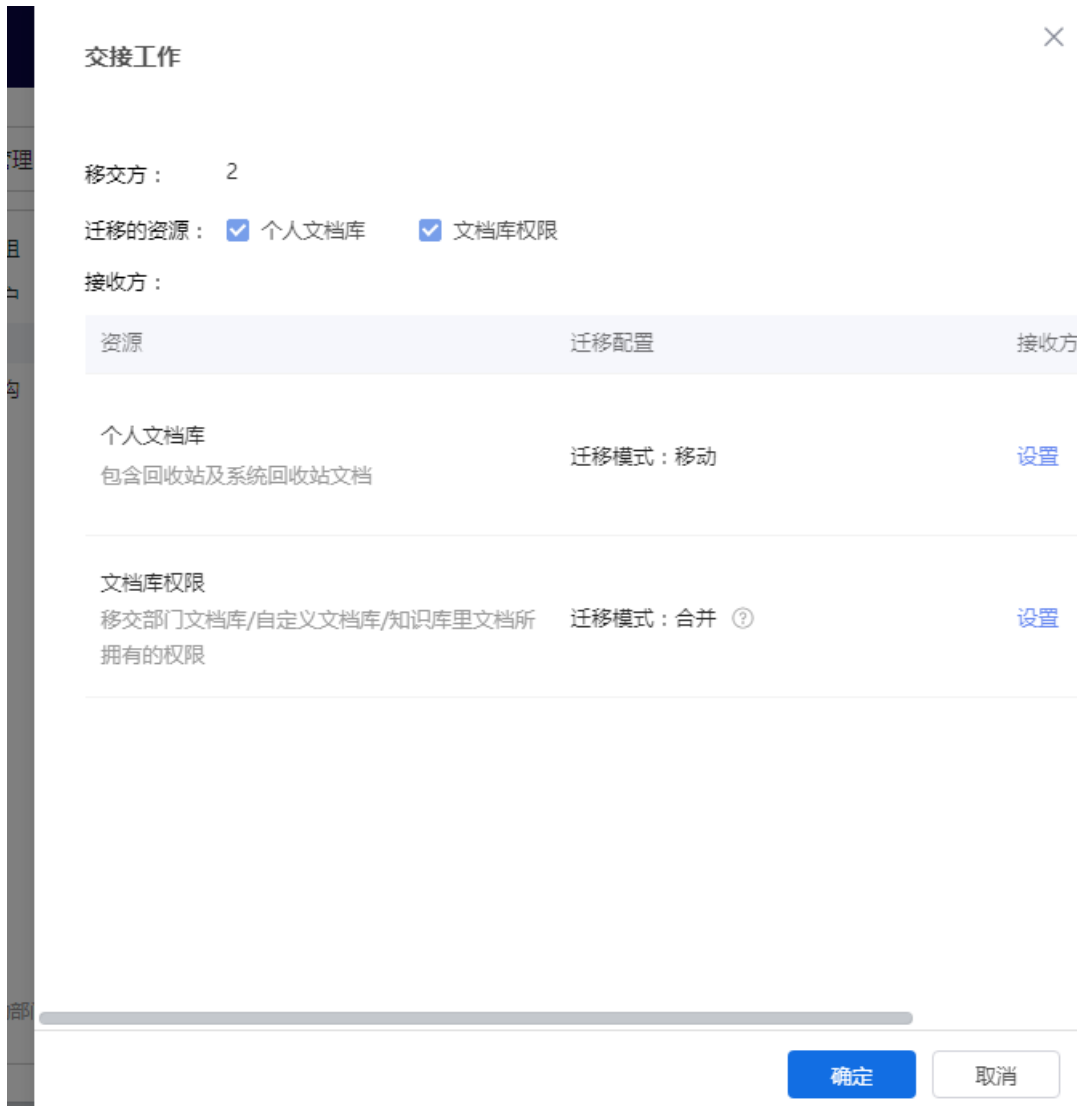 交接工作
移交方： 2
迁移的资源： 个人文档库 文档库权限
接收方：
资源 迁移配置 接收方
个人文档库
包含回收站及系统回收站文档
迁移模式：移动 设置
文档库权限
移交部门文档库/自定义文档库/知识库里文档所
拥有的权限
迁移模式：合并 ? 设置
确定 取消